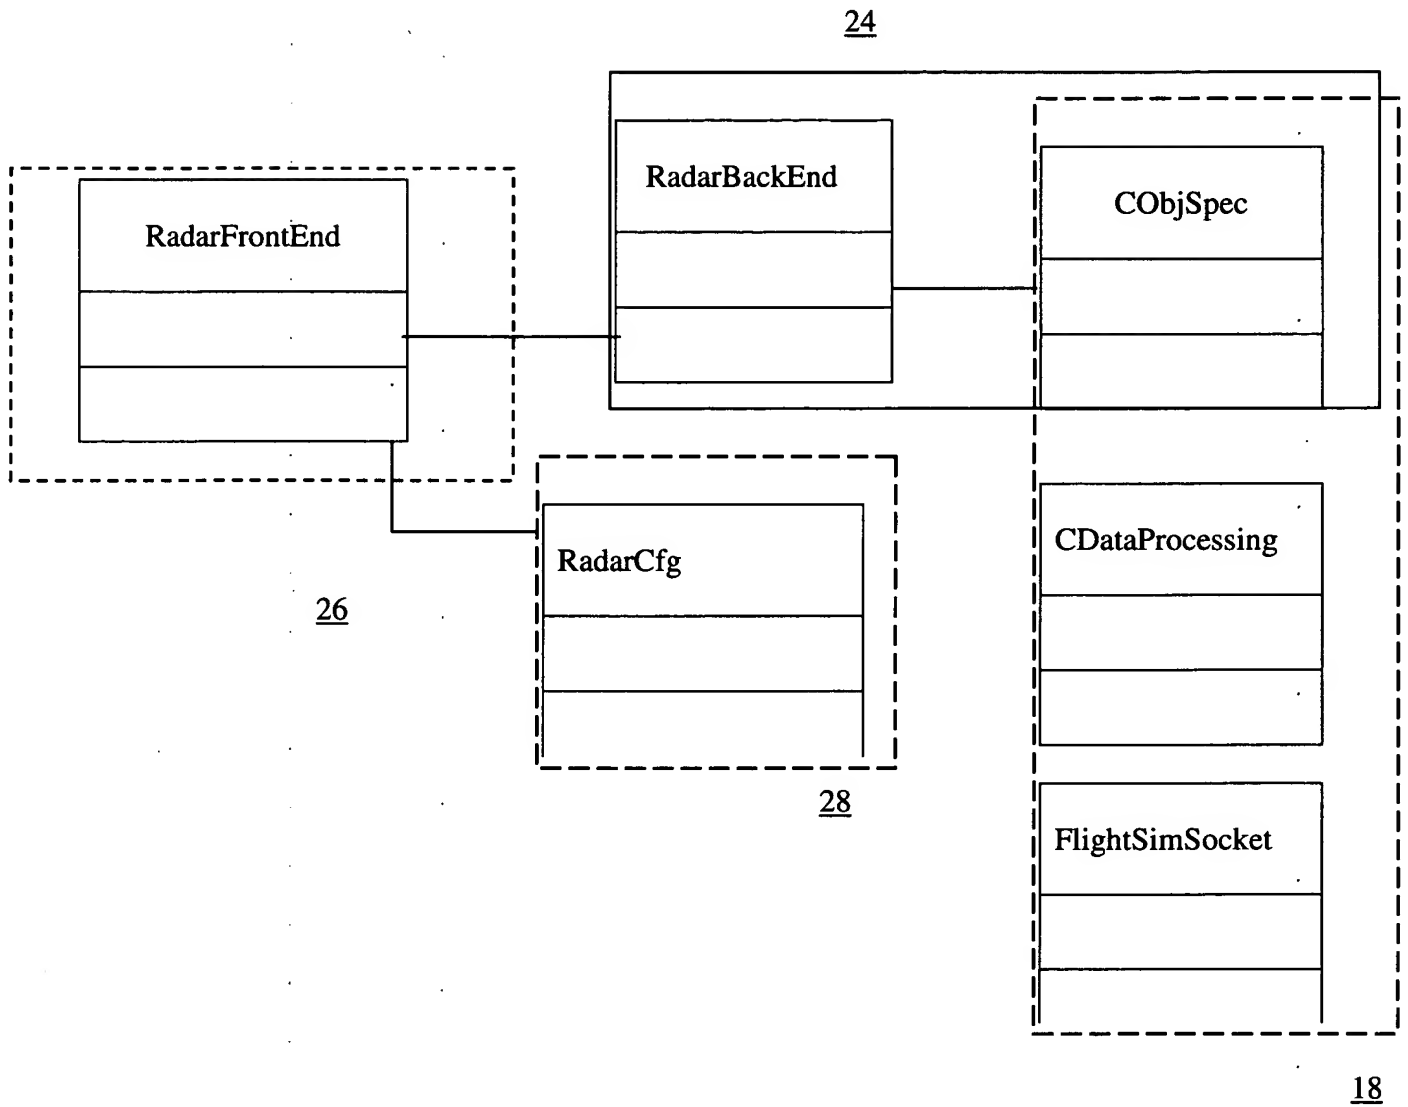 24
RadarBackEnd
CObjSpec
RadarFrontEnd
CDataProcessing
RadarCfg
26
28
FlightSimSocket
18